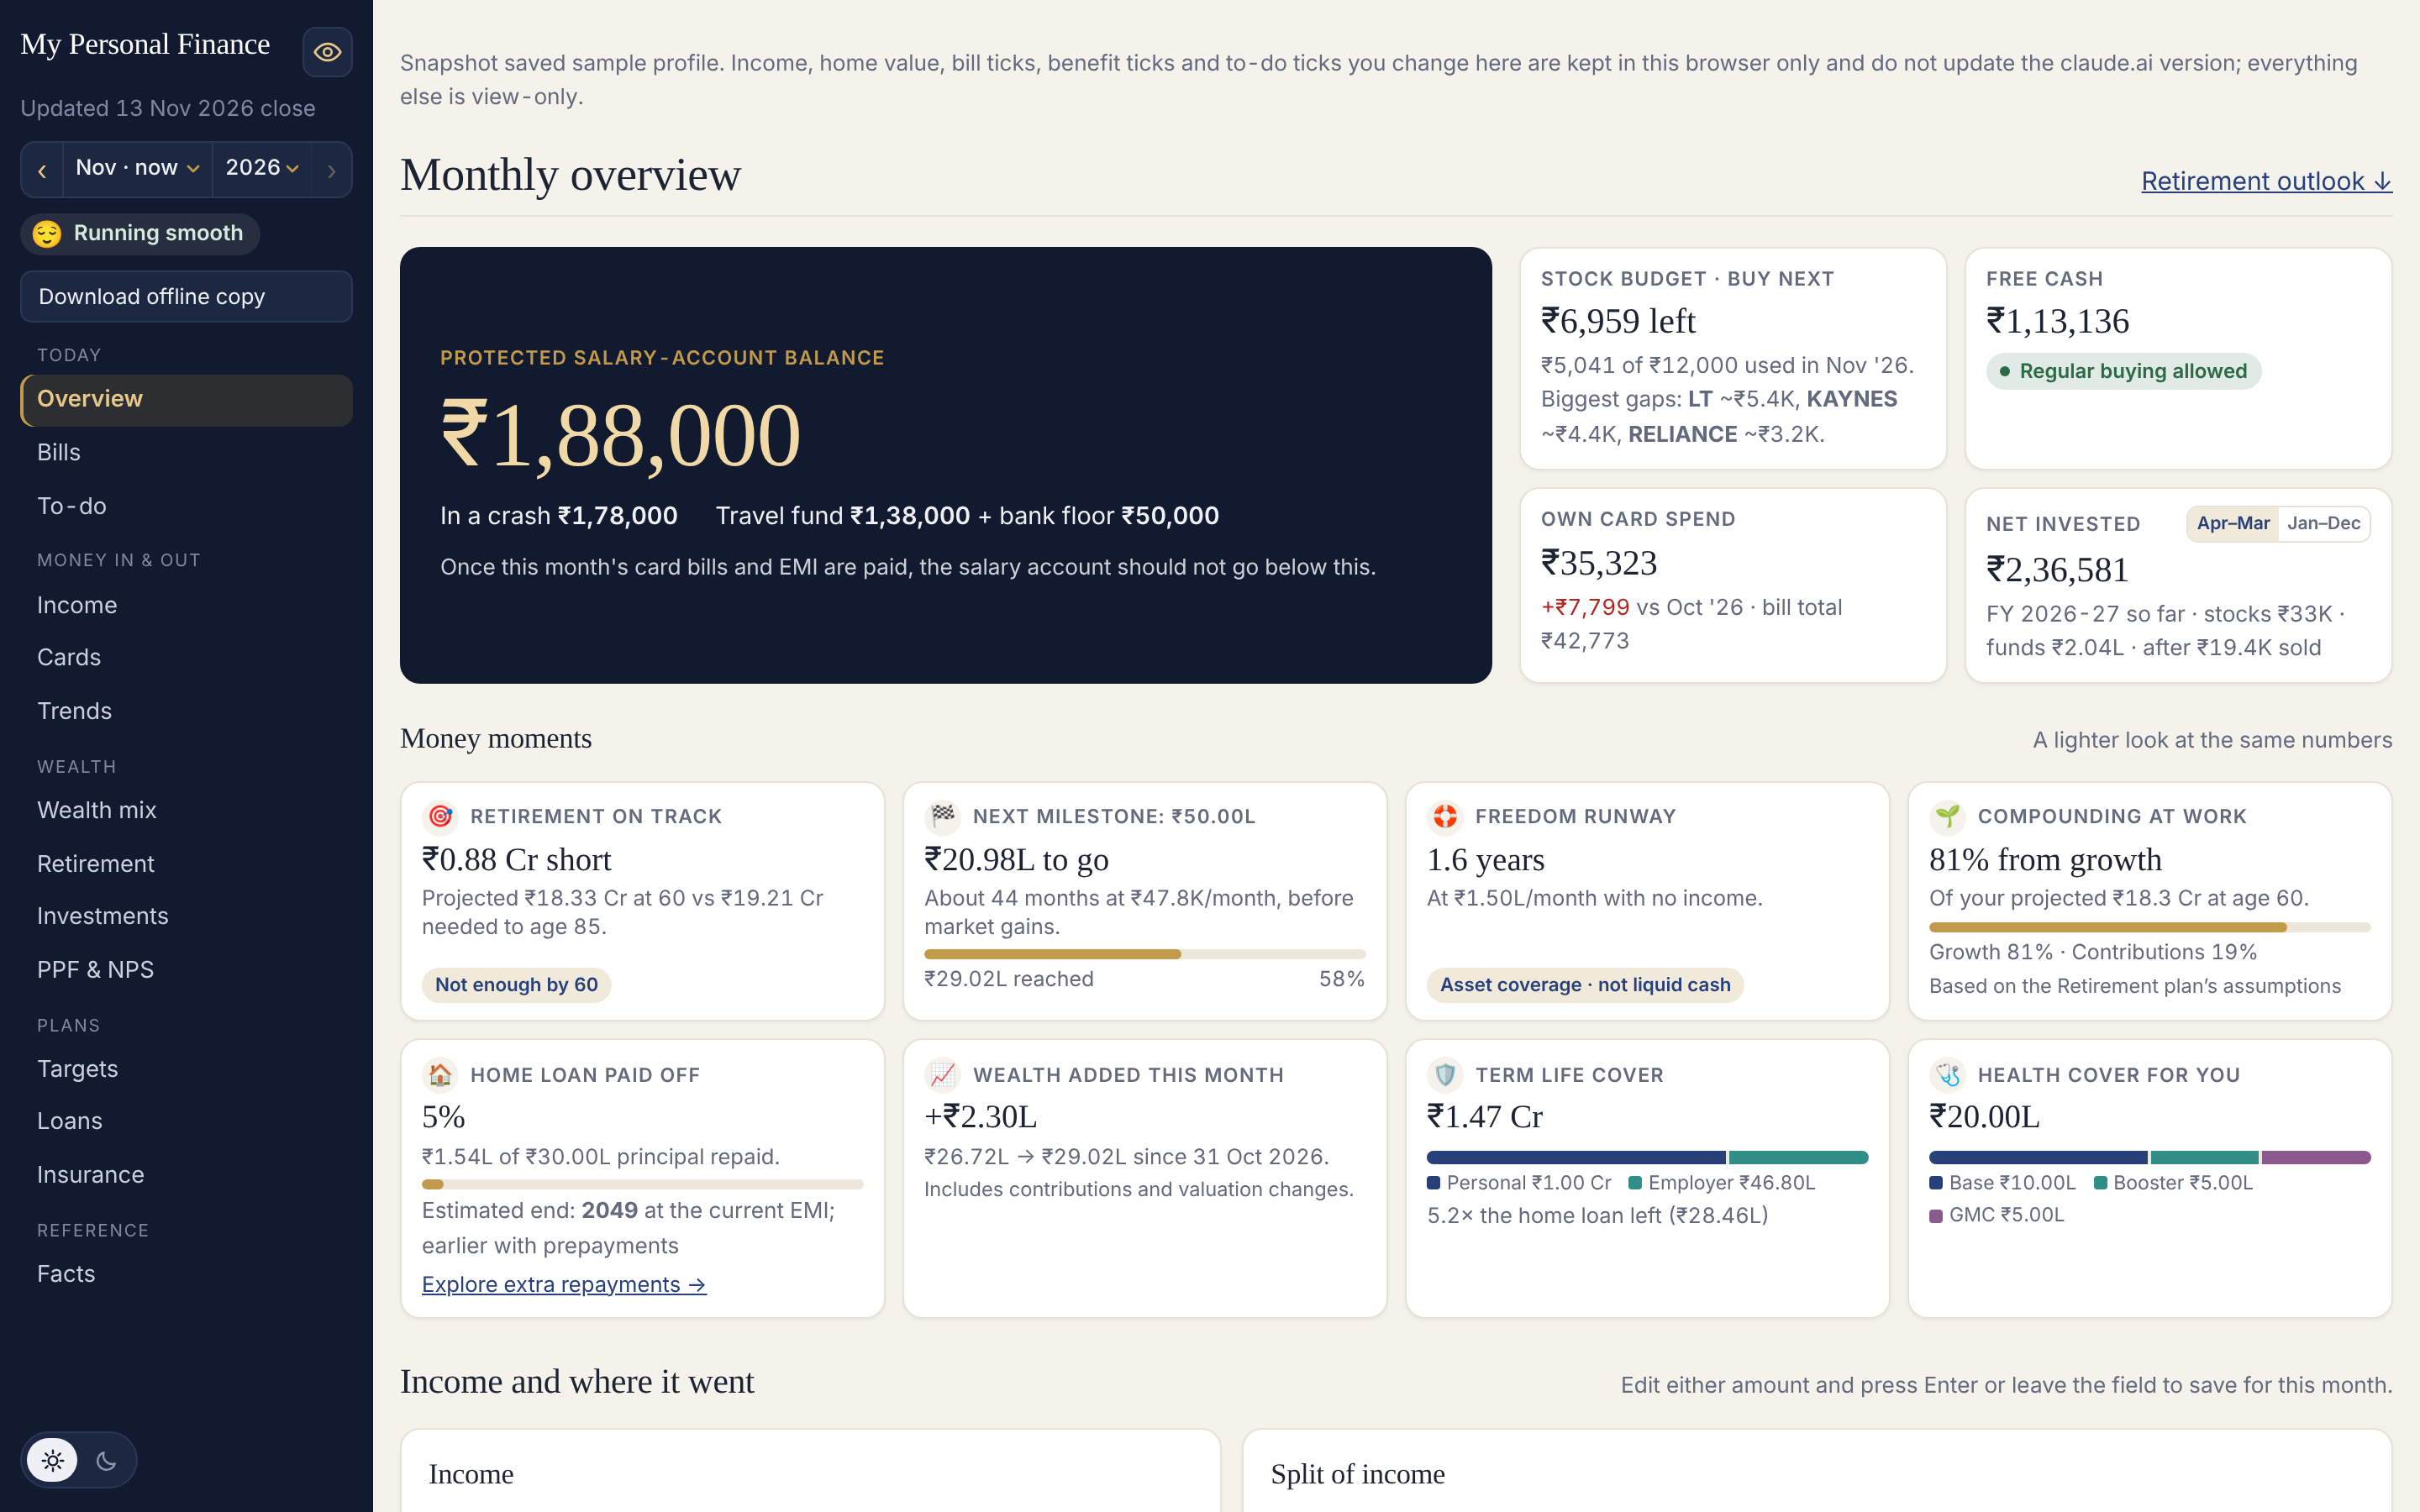 My Personal Finance
Updated 13 Nov 2026 close
‹ Nov · now 2026 ›
😌 Running smooth
Download offline copy
TODAY
Overview
Bills
To-do
MONEY IN & OUT
Income
Cards
Trends
WEALTH
Wealth mix
Retirement
Investments
PPF & NPS
PLANS
Targets
Loans
Insurance
REFERENCE
Facts
Snapshot saved sample profile. Income, home value, bill ticks, benefit ticks and to-do ticks you change here are kept in this browser only and do not update the claude.ai version; everything
else is view-only.
Monthly overview
Retirement outlook ↓
PROTECTED SALARY-ACCOUNT BALANCE
₹1,88,000
In a crash ₹1,78,000 Travel fund ₹1,38,000 + bank floor ₹50,000
Once this month's card bills and EMI are paid, the salary account should not go below this.
STOCK BUDGET · BUY NEXT
₹6,959 left
₹5,041 of ₹12,000 used in Nov '26.
Biggest gaps: LT ~₹5.4K, KAYNES
~₹4.4K, RELIANCE ~₹3.2K.
FREE CASH
₹1,13,136
Regular buying allowed
OWN CARD SPEND
₹35,323
+₹7,799 vs Oct '26 · bill total
₹42,773
NET INVESTED Apr–Mar Jan–Dec
₹2,36,581
FY 2026-27 so far · stocks ₹33K ·
funds ₹2.04L · after ₹19.4K sold
Money moments
A lighter look at the same numbers
RETIREMENT ON TRACK
₹0.88 Cr short
Projected ₹18.33 Cr at 60 vs ₹19.21 Cr
needed to age 85.
Not enough by 60
NEXT MILESTONE: ₹50.00L
₹20.98L to go
About 44 months at ₹47.8K/month, before
market gains.
₹29.02L reached 58%
FREEDOM RUNWAY
1.6 years
At ₹1.50L/month with no income.
Asset coverage · not liquid cash
COMPOUNDING AT WORK
81% from growth
Of your projected ₹18.3 Cr at age 60.
Growth 81% · Contributions 19%
Based on the Retirement plan’s assumptions
HOME LOAN PAID OFF
5%
₹1.54L of ₹30.00L principal repaid.
Estimated end: 2049 at the current EMI;
earlier with prepayments
Explore extra repayments →
WEALTH ADDED THIS MONTH
+₹2.30L
₹26.72L → ₹29.02L since 31 Oct 2026.
Includes contributions and valuation changes.
TERM LIFE COVER
₹1.47 Cr
Personal ₹1.00 Cr Employer ₹46.80L
5.2× the home loan left (₹28.46L)
HEALTH COVER FOR YOU
₹20.00L
Base ₹10.00L Booster ₹5.00L
GMC ₹5.00L
Income and where it went
Edit either amount and press Enter or leave the field to save for this month.
Income
Split of income